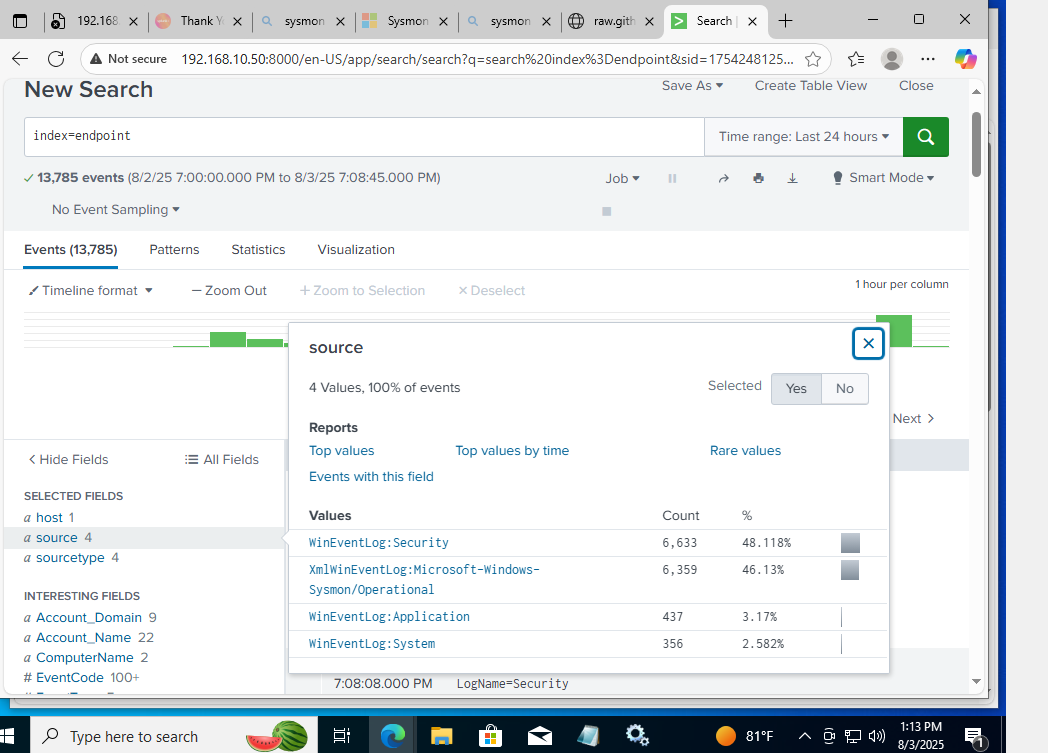 192.168
Thank Y
sysmon
Sysmon
sysmon
raw.gith
Search |
Not secure 192.168.10.50:8000/en-US/app/search/search?q=search%20index%3Dendpoint&sid=1754248125...
New Search
Save As
Create Table View
Close
index=endpoint
Time range: Last 24 hours
13,785 events (8/2/25 7:00:00.000 PM to 8/3/25 7:08:45.000 PM)
Job
Smart Mode
No Event Sampling
Events (13,785)
Patterns
Statistics
Visualization
Timeline format
— Zoom Out
+ Zoom to Selection
× Deselect
1 hour per column
source
4 Values, 100% of events
Selected
Yes
No
Reports
Top values
Top values by time
Rare values
Events with this field
Values Count %
WinEventLog:Security 6,633 48.118%
XmlWinEventLog:Microsoft-Windows- 6,359 46.13%
Sysmon/Operational
WinEventLog:Application 437 3.17%
WinEventLog:System 356 2.582%
Next >
< Hide Fields
All Fields
SELECTED FIELDS
a host 1
a source 4
a sourcetype 4
INTERESTING FIELDS
a Account_Domain 9
a Account_Name 22
a ComputerName 2
# EventCode 100+
7:08:08.000 PM LogName=Security
Type here to search
81°F
1:13 PM
8/3/2025
1